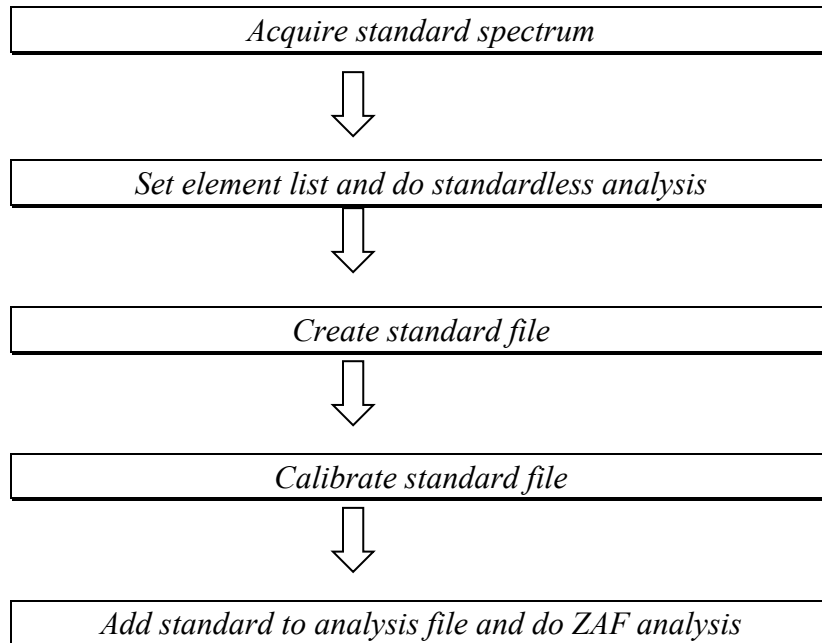 Acquire standard spectrum
Set element list and do standardless analysis
Create standard file
Calibrate standard file
Add standard to analysis file and do ZAF analysis